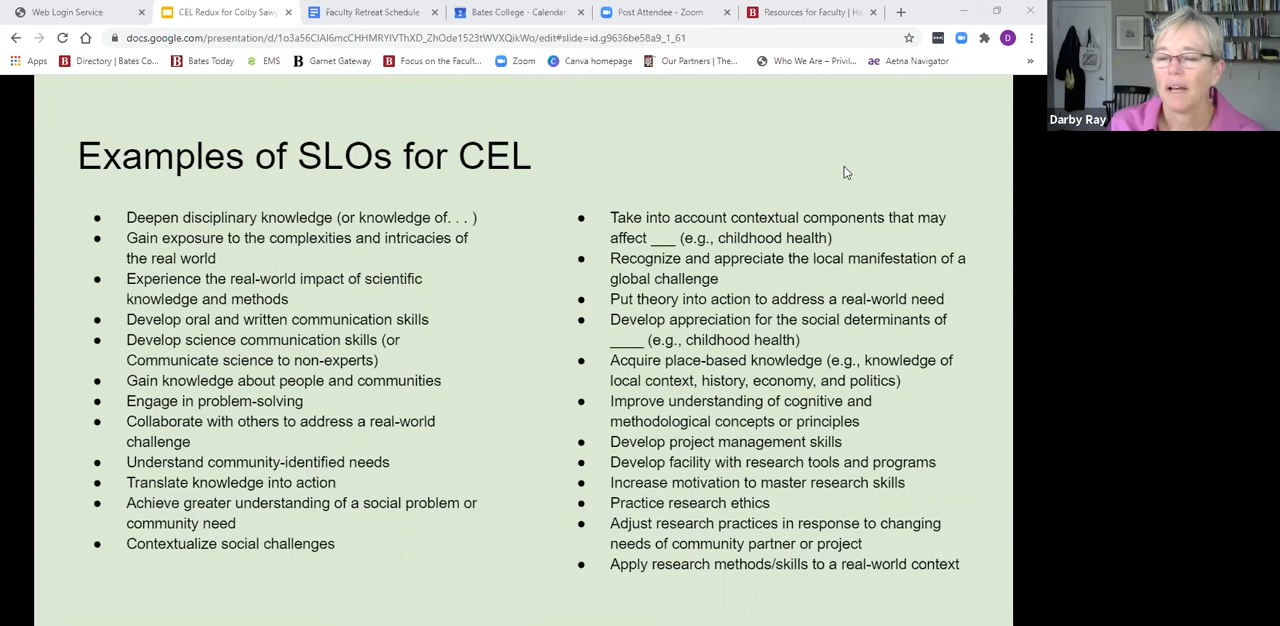 Web Login Service
CEL Redux for Colby Sawy
Faculty Retreat Schedule
Bates College - Calendar
Post Attendee - Zoom
Resources for Faculty | Ha
docs.google.com/presentation/d/1o3a56ClAl6mcCHHMRYIVThXD_ZhOde1523tWVXQikWo/edit#slide=id.g9636be58a9_1_61
D
Apps
Directory | Bates Co...
Bates Today
EMS
Garnet Gateway
Focus on the Facult...
Zoom
Canva homepage
Our Partners | The...
Who We Are – Privil...
ae Aetna Navigator
»
Darby Ray
Examples of SLOs for CEL
● Deepen disciplinary knowledge (or knowledge of. . . )
● Gain exposure to the complexities and intricacies of
the real world
● Experience the real-world impact of scientific
knowledge and methods
● Develop oral and written communication skills
● Develop science communication skills (or
Communicate science to non-experts)
● Gain knowledge about people and communities
● Engage in problem-solving
● Collaborate with others to address a real-world
challenge
● Understand community-identified needs
● Translate knowledge into action
● Achieve greater understanding of a social problem or
community need
● Contextualize social challenges
● Take into account contextual components that may
affect ___ (e.g., childhood health)
● Recognize and appreciate the local manifestation of a
global challenge
● Put theory into action to address a real-world need
● Develop appreciation for the social determinants of
____ (e.g., childhood health)
● Acquire place-based knowledge (e.g., knowledge of
local context, history, economy, and politics)
● Improve understanding of cognitive and
methodological concepts or principles
● Develop project management skills
● Develop facility with research tools and programs
● Increase motivation to master research skills
● Practice research ethics
● Adjust research practices in response to changing
needs of community partner or project
● Apply research methods/skills to a real-world context